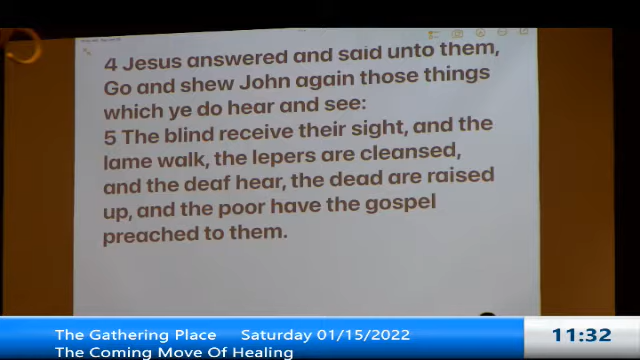 4 Jesus answered and said unto them,
Go and shew John again those things
which ye do hear and see:
5 The blind receive their sight, and the
lame walk, the lepers are cleansed,
and the deaf hear, the dead are raised
up, and the poor have the gospel
preached to them.
The Gathering Place Saturday 01/15/2022
The Coming Move Of Healing
11:32